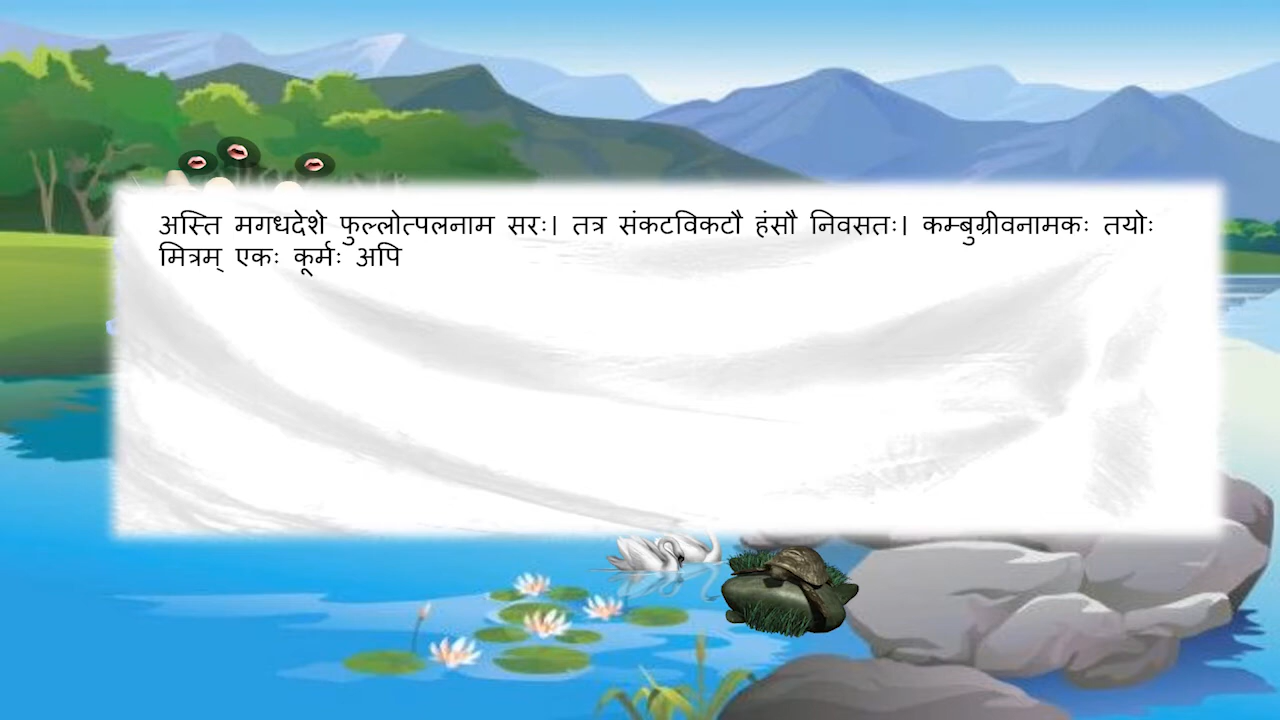 अस्ति मगधदेशे फुल्लोत्पलनाम सरः। तत्र संकटविकटौ हंसौ निवसतः। कम्बुग्रीवनामकः तयोः
मित्रम् एकः कूर्मः अपि